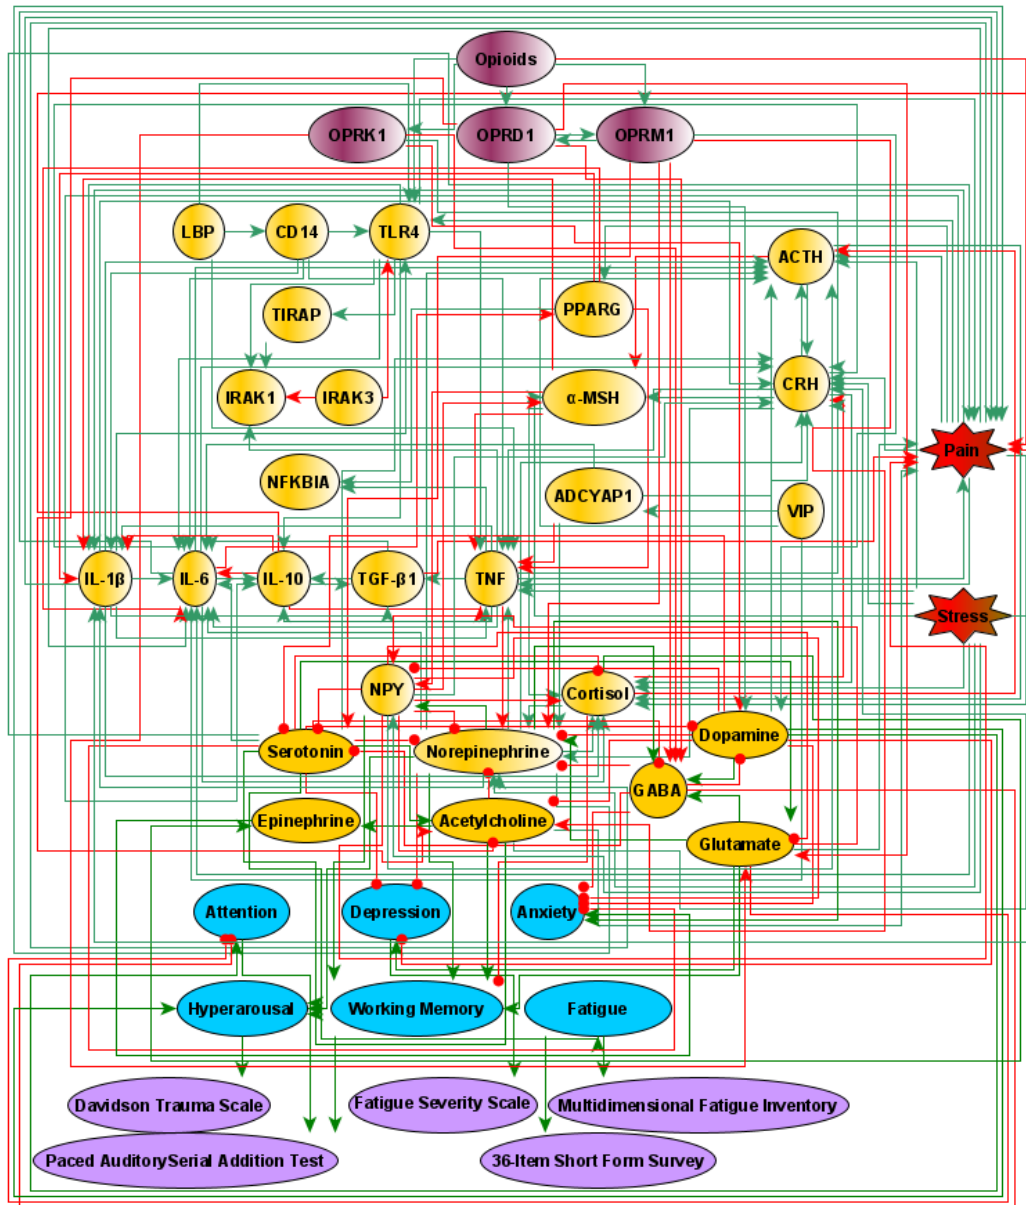 Opioids
OPRK1
OPRD1
OPRM1
LBP
CD14
TLR4
ACTH
TIRAP
PPARG
IRAK1
IRAK3
α-MSH
CRH
Pain
NFKBIA
ADCYAP1
VIP
IL-1β
IL-6
IL-10
TGF-β1
TNF
Stress
NPY
Cortisol
Serotonin
Norepinephrine
Dopamine
GABA
Epinephrine
Acetylcholine
Glutamate
Attention
Depression
Anxiety
Hyperarousal
Working Memory
Fatigue
Davidson Trauma Scale
Fatigue Severity Scale
Multidimensional Fatigue Inventory
Paced AuditorySerial Addition Test
36-Item Short Form Survey